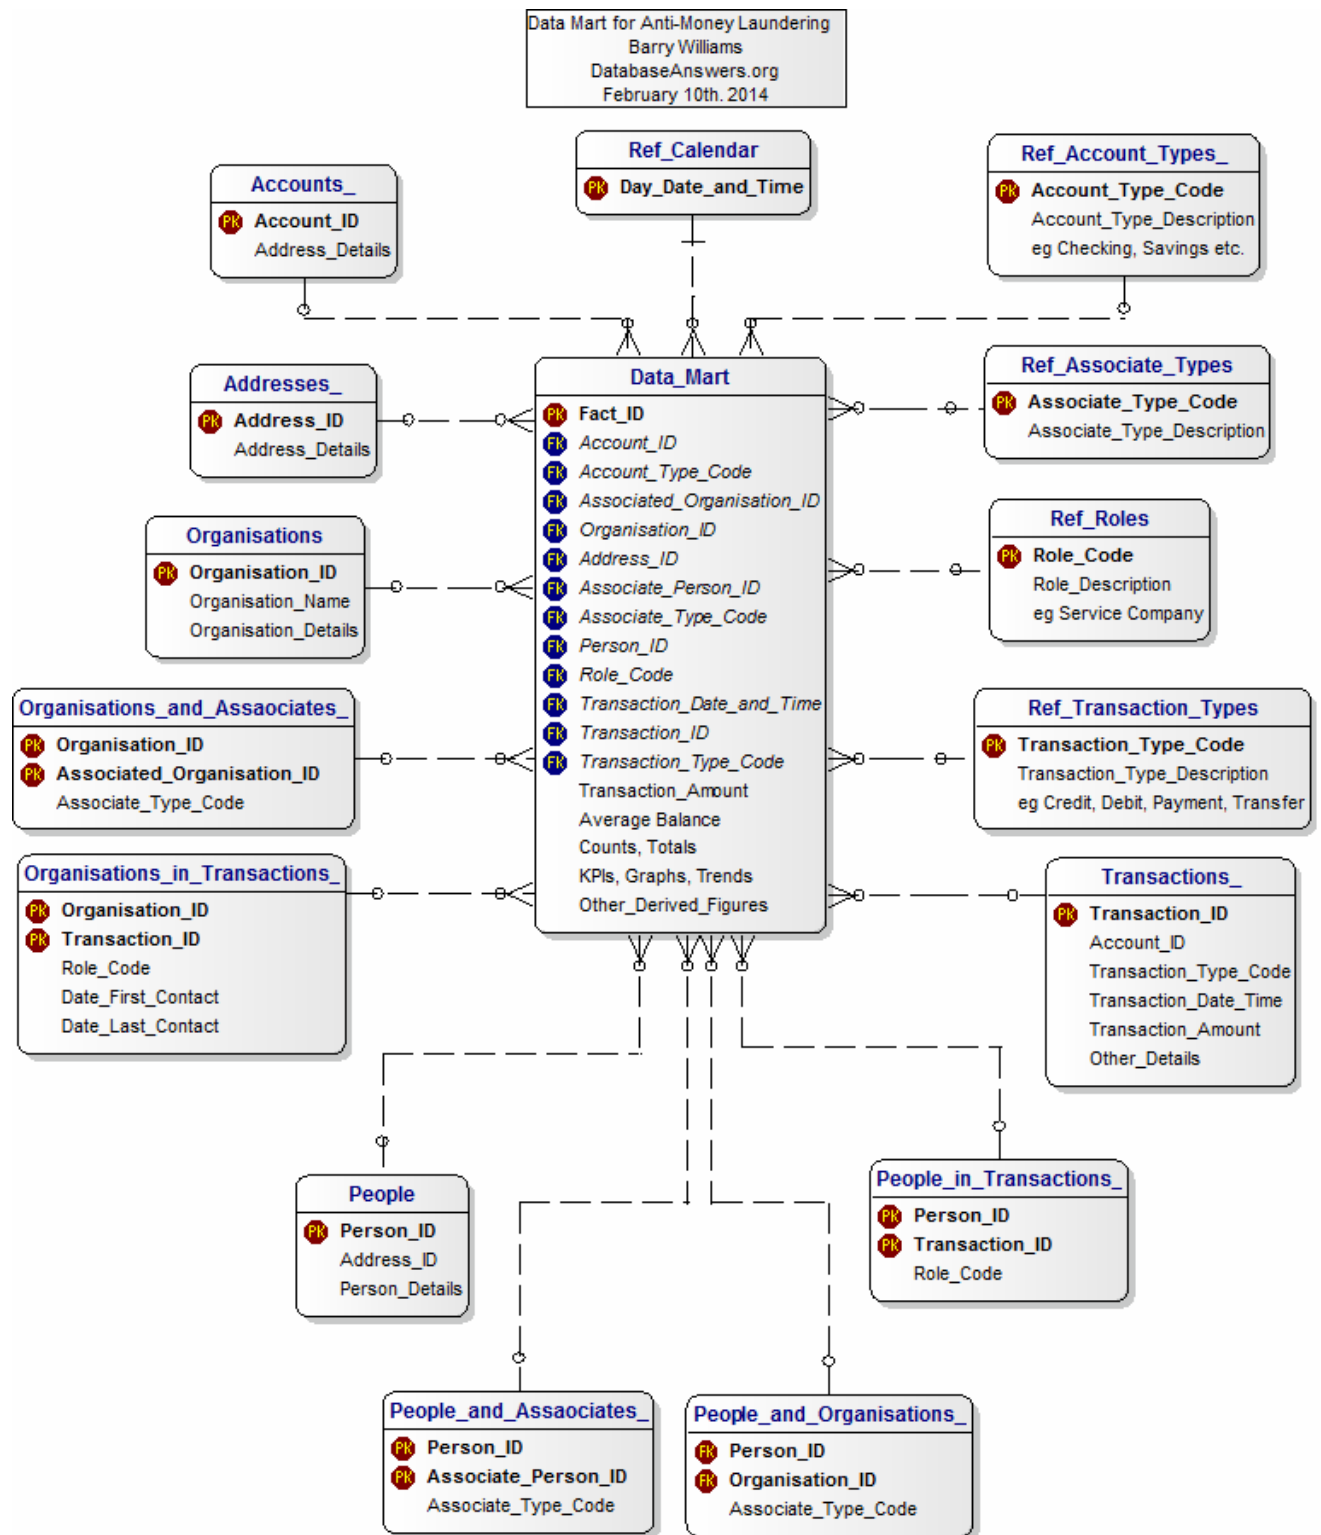 Data Mart for Anti-Money Laundering
Barry Williams
DatabaseAnswers.org
February 10th. 2014
Ref_Calendar
PK Day_Date_and_Time
Accounts_
PK Account_ID
Address_Details
Ref_Account_Types_
PK Account_Type_Code
Account_Type_Description
eg Checking, Savings etc.
Addresses_
PK Address_ID
Address_Details
Data_Mart
PK Fact_ID
FK Account_ID
FK Account_Type_Code
FK Associated_Organisation_ID
FK Organisation_ID
FK Address_ID
FK Associate_Person_ID
FK Associate_Type_Code
FK Person_ID
FK Role_Code
FK Transaction_Date_and_Time
FK Transaction_ID
FK Transaction_Type_Code
Transaction_Amount
Average Balance
Counts, Totals
KPIs, Graphs, Trends
Other_Derived_Figures
Ref_Associate_Types
PK Associate_Type_Code
Associate_Type_Description
Organisations
PK Organisation_ID
Organisation_Name
Organisation_Details
Ref_Roles
PK Role_Code
Role_Description
eg Service Company
Organisations_and_Assaociates_
PK Organisation_ID
PK Associated_Organisation_ID
Associate_Type_Code
Ref_Transaction_Types
PK Transaction_Type_Code
Transaction_Type_Description
eg Credit, Debit, Payment, Transfer
Organisations_in_Transactions_
PK Organisation_ID
PK Transaction_ID
Role_Code
Date_First_Contact
Date_Last_Contact
Transactions_
PK Transaction_ID
Account_ID
Transaction_Type_Code
Transaction_Date_Time
Transaction_Amount
Other_Details
People
PK Person_ID
Address_ID
Person_Details
People_in_Transactions_
PK Person_ID
PK Transaction_ID
Role_Code
People_and_Assaociates_
PK Person_ID
PK Associate_Person_ID
Associate_Type_Code
People_and_Organisations_
FK Person_ID
FK Organisation_ID
Associate_Type_Code